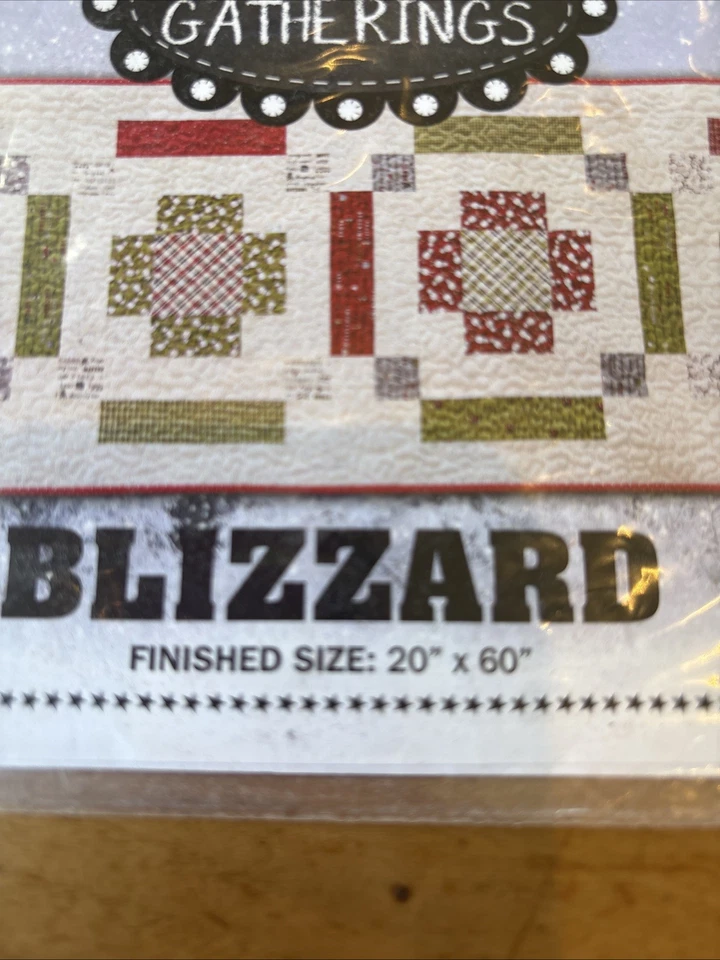 GATHERINGS
BLIZZARD
FINISHED SIZE: 20” x 60”